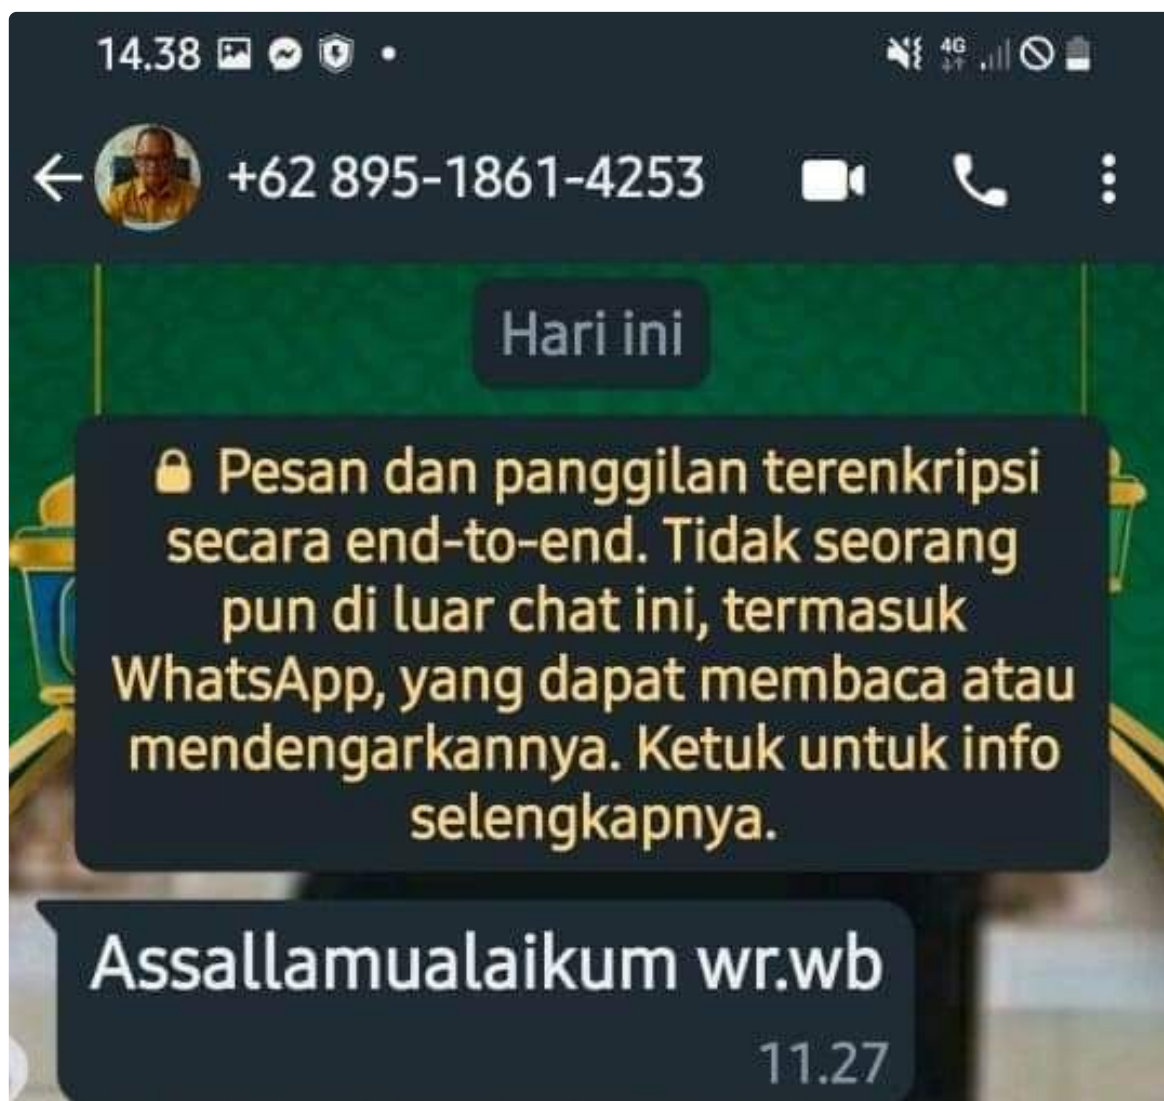 14.38
4G
+62 895-1861-4253
Hari ini
Pesan dan panggilan terenkripsi
secara end-to-end. Tidak seorang
pun di luar chat ini, termasuk
WhatsApp, yang dapat membaca atau
mendengarkannya. Ketuk untuk info
selengkapnya.
Assallamualaikum wr.wb
11.27